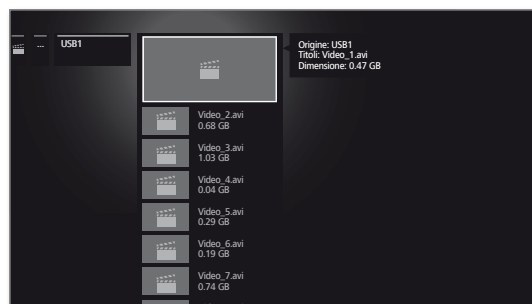 ...
USB1
Origine: USB1
Titoli: Video_1.avi
Dimensione: 0.47 GB
Video_2.avi
0.68 GB
Video_3.avi
1.03 GB
Video_4.avi
0.04 GB
Video_5.avi
0.29 GB
Video_6.avi
0.19 GB
Video_7.avi
0.74 GB